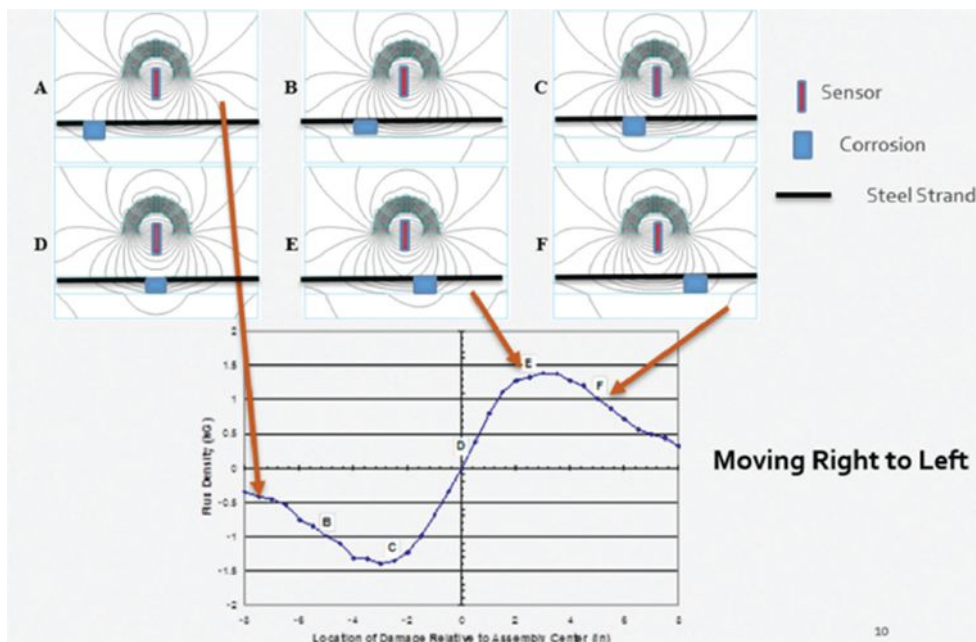 A
B
C
Sensor
Corrosion
Steel Strand
D
E
F
2
1.5
1
0.5
0
-0.5
-1
-1.5
-2
Flux Density (kG)
E
F
D
B
C
-8
-6
-4
-2
0
2
4
6
8
Location of Damage Relative to Assembly Center (in)
Moving Right to Left
10